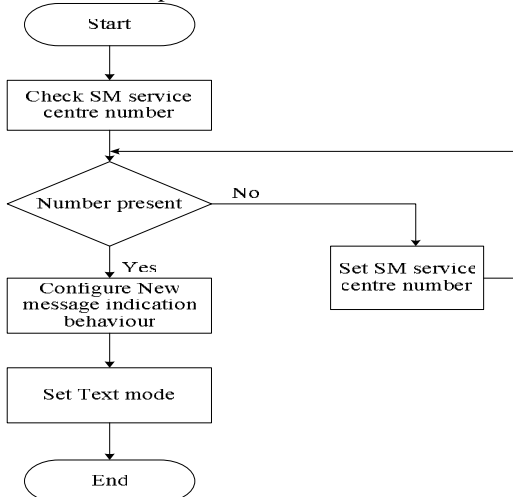 Start
Check SM service
centre number
Number present
No
Yes
Set SM service
centre number
Configure New
message indication
behaviour
Set Text mode
End